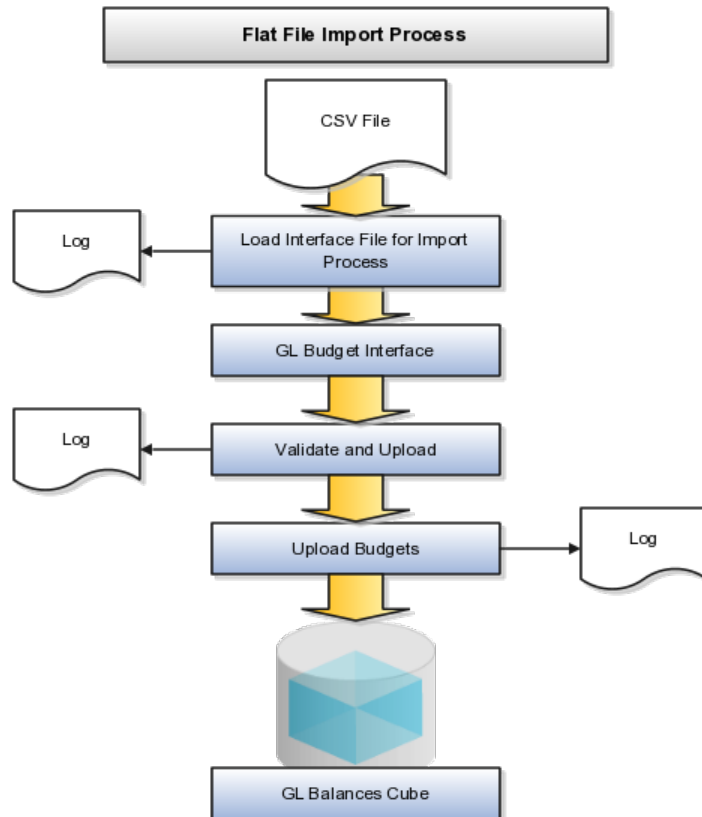 Flat File Import Process
CSV File
Log
Load Interface File for Import
Process
GL Budget Interface
Log
Validate and Upload
Upload Budgets
Log
GL Balances Cube